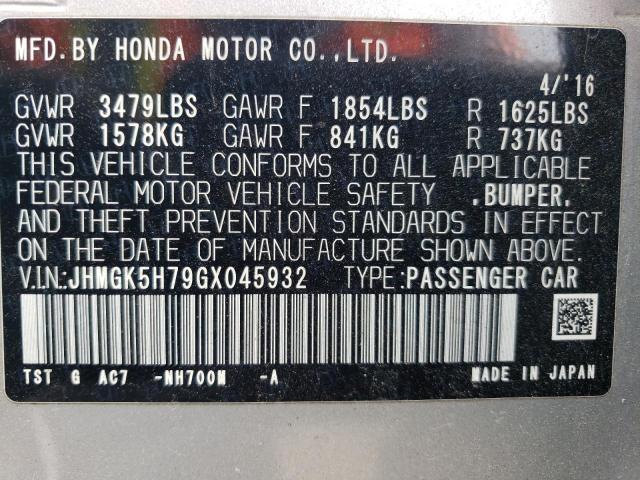 MFD.BY HONDA MOTOR CO.,LTD.
4/'16
GVWR 3479LBS GAWR F 1854LBS R 1625LBS
GVWR 1578KG GAWR F 841KG R 737KG
THIS VEHICLE CONFORMS TO ALL APPLICABLE
FEDERAL MOTOR VEHICLE SAFETY ,BUMPER,
AND THEFT PREVENTION STANDARDS IN EFFECT
ON THE DATE OF MANUFACTURE SHOWN ABOVE.
V.IN:JHMGK5H79GX045932 TYPE:PASSENGER CAR
TST G AC7 -NH700M -A MADE IN JAPAN